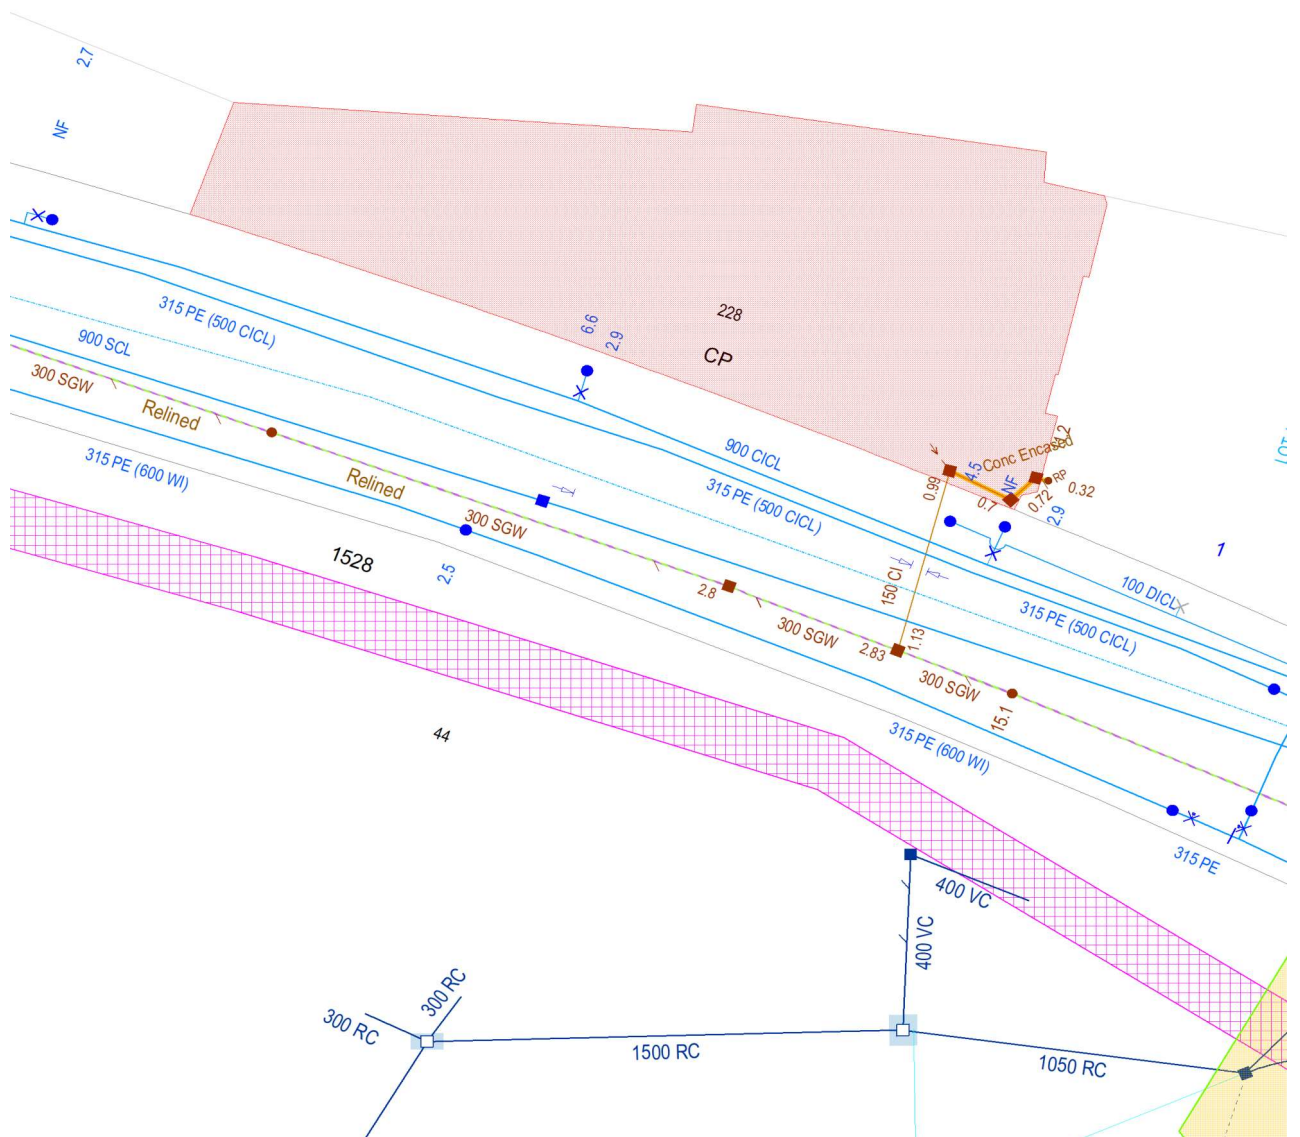 2.7
NF
315 PE (500 CICL)
900 SCL
300 SGW
Relined
315 PE (600 WI)
6.6
2.9
228
CP
900 CICL
Relined
300 SGW
315 PE (500 CICL)
Conc Encased
4.5
NF
0.99
0.7
0.72
RP
0.32
2.9
1
1528
2.5
2.8
150 CI
100 DICL
315 PE (500 CICL)
300 SGW
2.83
1.13
300 SGW
15.1
44
315 PE (600 WI)
315 PE
400 VC
400 VC
300 RC
300 RC
1500 RC
1050 RC